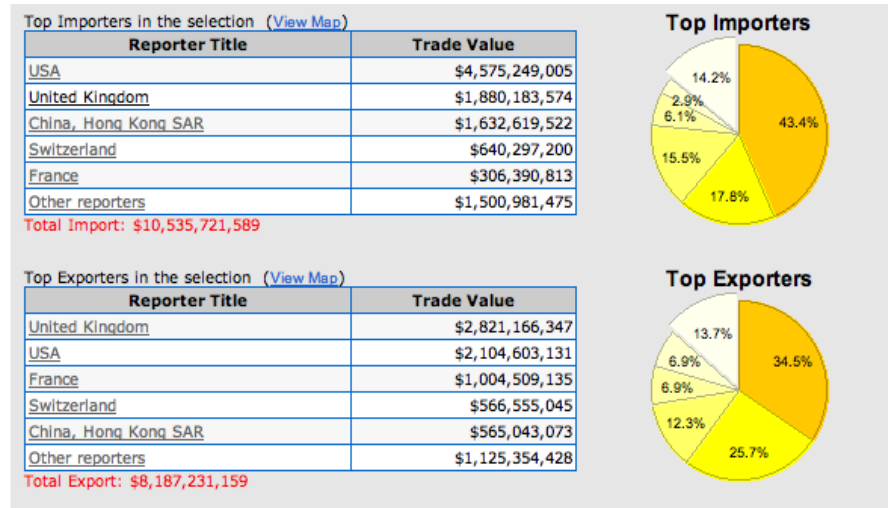 Top Importers in the selection (View Map)
Reporter Title Trade Value
USA $4,575,249,005
United Kingdom $1,880,183,574
China, Hong Kong SAR $1,632,619,522
Switzerland $640,297,200
France $306,390,813
Other reporters $1,500,981,475
Total Import: $10,535,721,589
Top Importers
14.2%
2.9%
6.1%
43.4%
15.5%
17.8%
Top Exporters in the selection (View Map)
Reporter Title Trade Value
United Kingdom $2,821,166,347
USA $2,104,603,131
France $1,004,509,135
Switzerland $566,555,045
China, Hong Kong SAR $565,043,073
Other reporters $1,125,354,428
Total Export: $8,187,231,159
Top Exporters
13.7%
6.9%
34.5%
6.9%
12.3%
25.7%